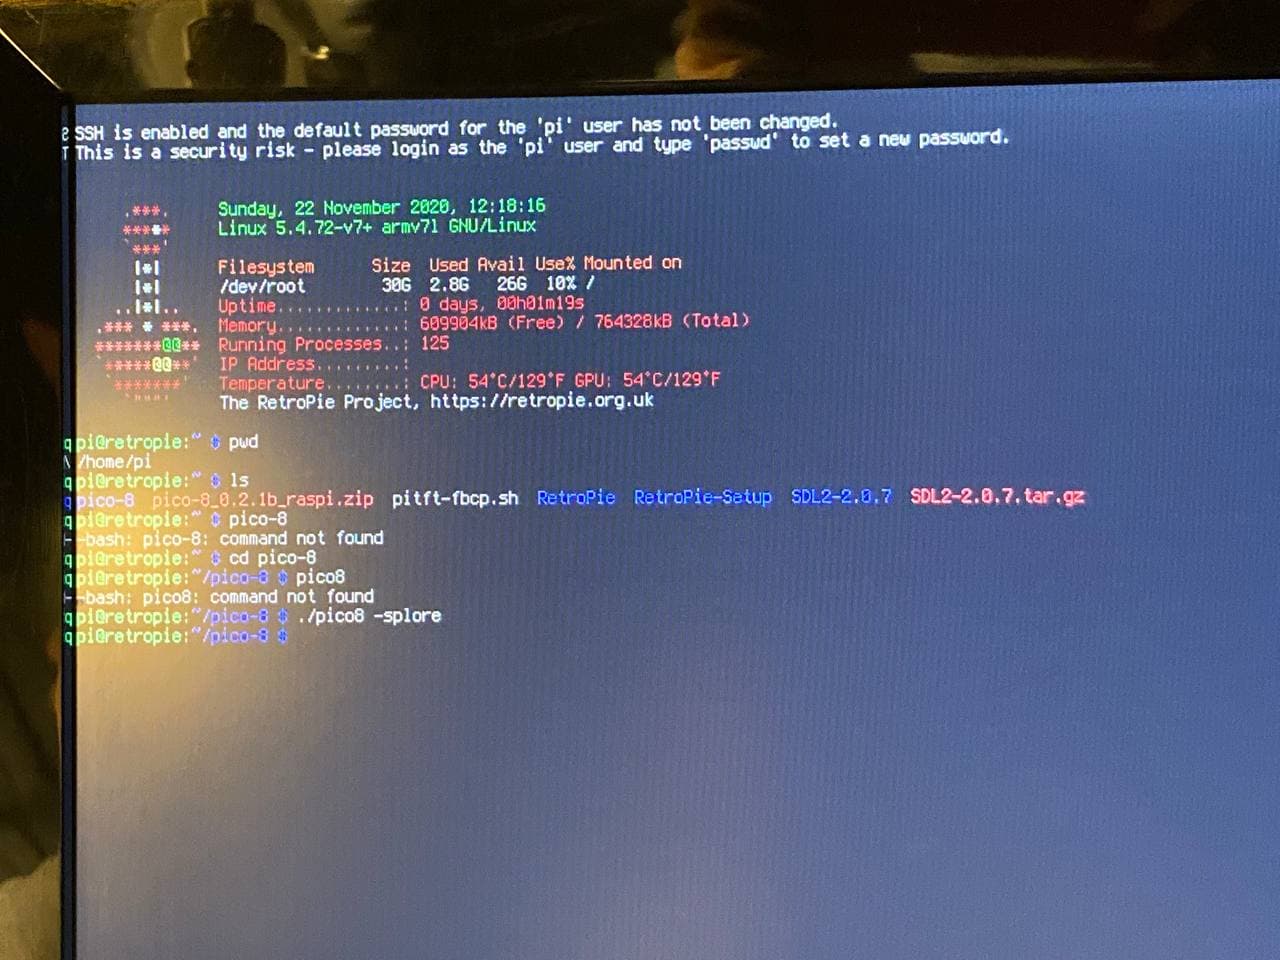 SSH is enabled and the default password for the 'pi' user has not been changed.
This is a security risk - please login as the 'pi' user and type 'passwd' to set a new password.
.***. Sunday, 22 November 2020, 12:18:16
***** Linux 5.4.72-v7+ armv7l GNU/Linux
`***'
|*| Filesystem Size Used Avail Use% Mounted on
|*| /dev/root 30G 2.8G 26G 10% /
..|*|.. Uptime.............: 0 days, 00h01m19s
.*** * ***. Memory.............: 609904kB (Free) / 764328kB (Total)
*******@@** Running Processes..: 125
`*****@@**' IP Address.........:
`*******' Temperature........: CPU: 54°C/129°F GPU: 54°C/129°F
`""""' The RetroPie Project, https://retropie.org.uk
pi@retropie:~ $ pwd
/home/pi
pi@retropie:~ $ ls
pico-8 pico-8_0.2.1b_raspi.zip pitft-fbcp.sh RetroPie RetroPie-Setup SDL2-2.0.7 SDL2-2.0.7.tar.gz
pi@retropie:~ $ pico-8
-bash: pico-8: command not found
pi@retropie:~ $ cd pico-8
pi@retropie:~/pico-8 $ pico8
-bash: pico8: command not found
pi@retropie:~/pico-8 $ ./pico8 -splore
pi@retropie:~/pico-8 $